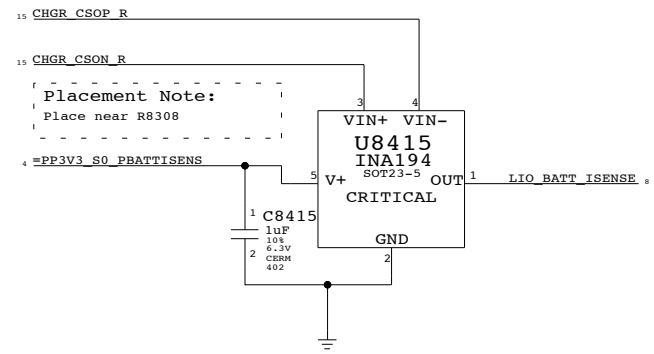 15 CHGR_CSOP_R
15 CHGR_CSON_R
Placement Note:
Place near R8308
3 4
VIN+ VIN-
U8415
INA194
SOT23-5
4 =PP3V3_S0_PBATTISENS
5 V+ OUT 1 LIO_BATT_ISENSE 8
CRITICAL
1 C8415
1uF
10%
6.3V
2 CERM
402
GND
2